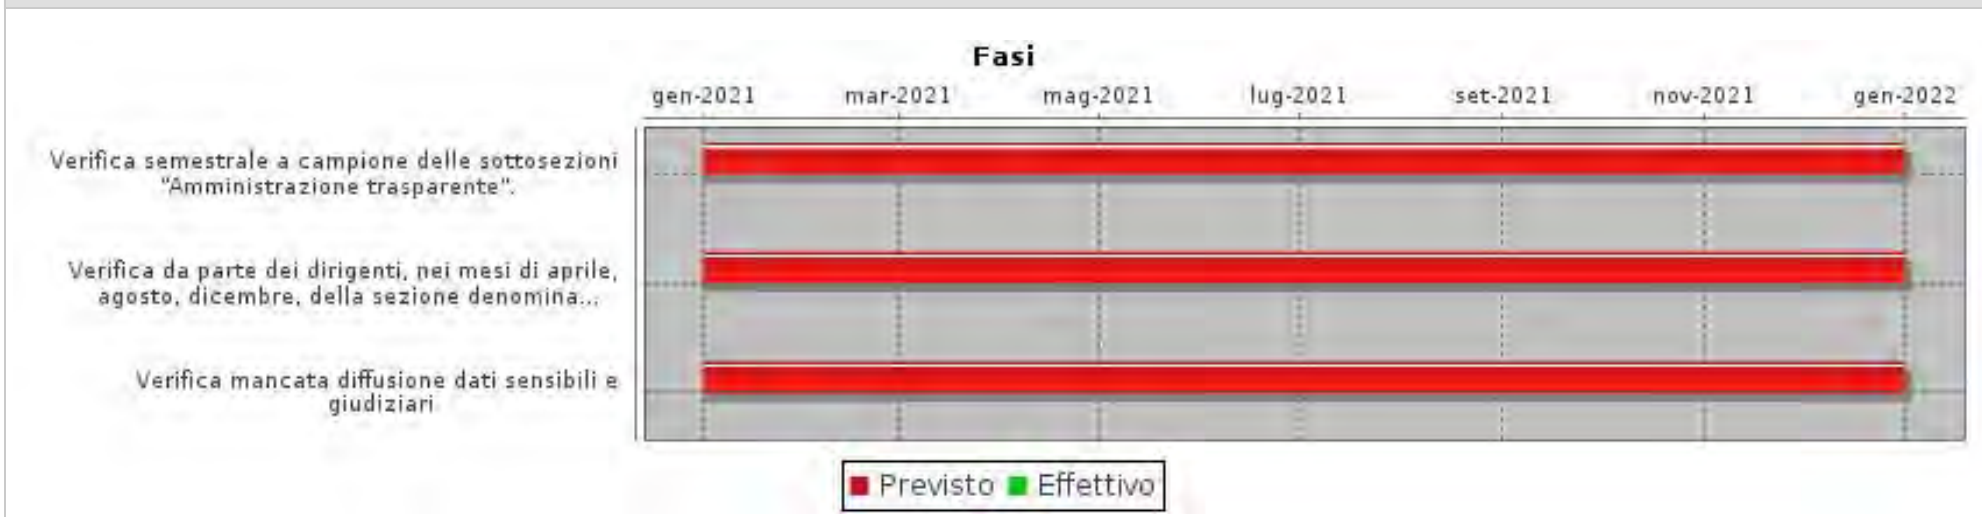 Fasi
gen-2021 mar-2021 mag-2021 lug-2021 set-2021 nov-2021 gen-2022
Verifica semestrale a campione delle sottosezioni
"Amministrazione trasparente".
Verifica da parte dei dirigenti, nei mesi di aprile,
agosto, dicembre, della sezione denomina...
Verifica mancata diffusione dati sensibili e
giudiziari
Previsto Effettivo